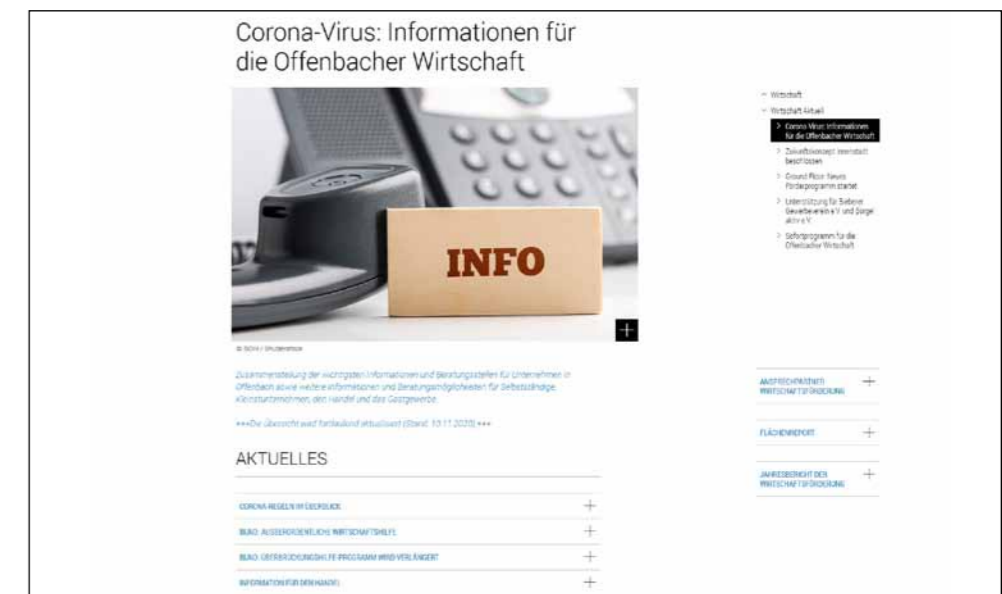 Corona-Virus: Informationen für
die Offenbacher Wirtschaft
INFO
Zusammenstellung der wichtigsten Informationen und Beratungsstellen für Unternehmen in
Offenbach sowie weitere Informationen und Beratungsmöglichkeiten für Selbstständige,
Kleinstunternehmen, den Handel und das Gastgewerbe.
+++Die Übersicht wird fortlaufend aktualisiert (Stand: 10.11.2020) +++
AKTUELLES
CORONA-REGELN IM ÜBERBLICK
BUND: AUSSERORDENTLICHE WIRTSCHAFTSHILFE
BUND: ÜBERBRÜCKUNGSHILFE-PROGRAMM WIRD VERLÄNGERT
INFORMATION FÜR DEN HANDEL
Wirtschaft
Wirtschaft Aktuell
Corona-Virus: Informationen
für die Offenbacher Wirtschaft
Zukunftskonzept Innenstadt
beschlossen
Ground Floor: Neues
Förderprogramm startet
Unterstützung für Bieberer
Gewerbeverein e.V. und Bürgel
aktiv e.V.
Sofortprogramm für die
Offenbacher Wirtschaft
ANSPRECHPARTNER
WIRTSCHAFTSFÖRDERUNG
FLÄCHENREPORT
JAHRESBERICHT DER
WIRTSCHAFTSFÖRDERUNG